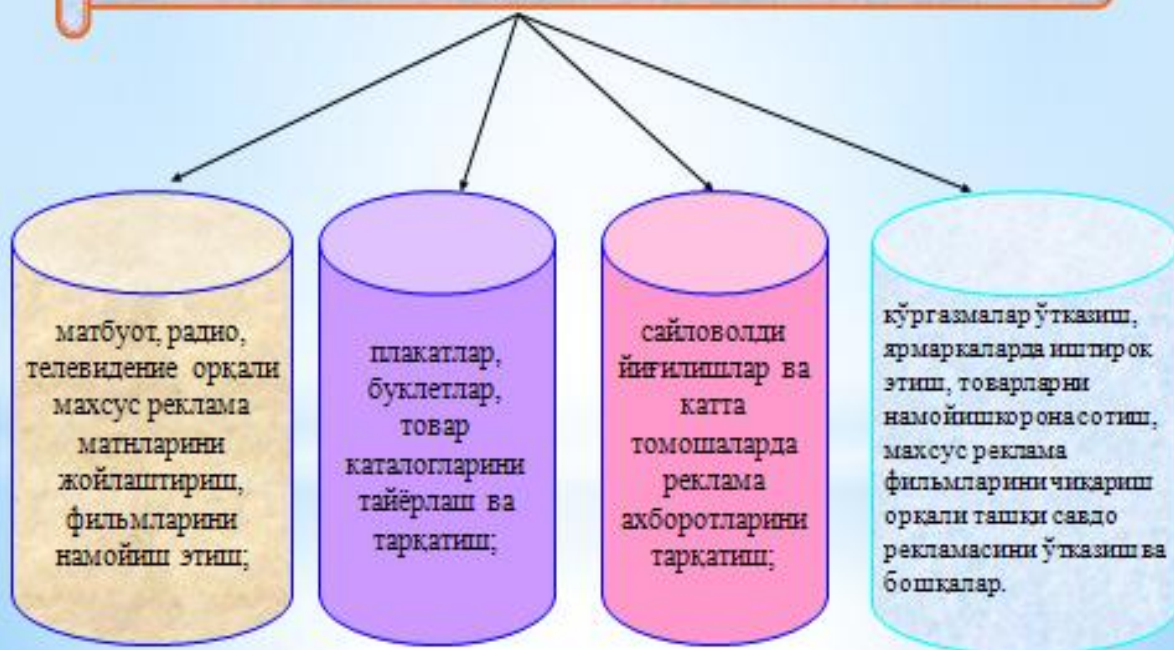 матбуот, радио,
телевидение орқали
махсус реклама
матнларини
жойлаштириш,
фильмларини
намойиш этиш;
плакатлар,
буклетлар,
товар
каталогларини
тайёрлаш ва
тарқатиш;
сайловолди
йиғилишлар ва
катта
томошаларда
реклама
ахборотларини
тарқатиш;
кўргазмалар ўтказиш,
ярмаркаларда иштирок
этиш, товарларни
намойишкорона сотиш,
махсус реклама
фильмларини чиқариш
орқали ташқи савдо
рекламасини ўтказиш ва
бошқалар.